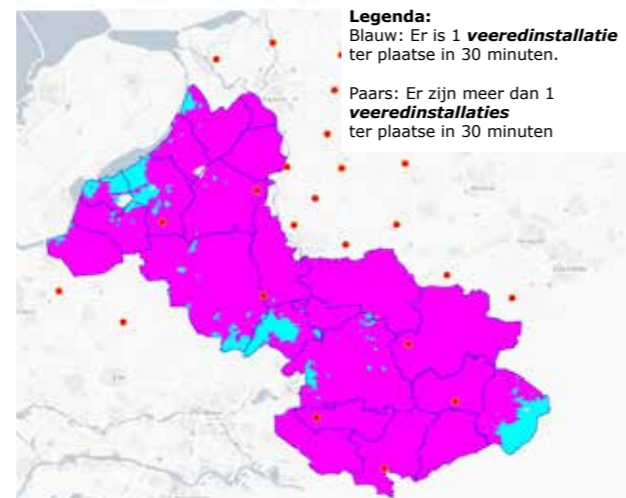 Legenda:
Blauw: Er is 1 veeredinstallatie
ter plaatse in 30 minuten.
Paars: Er zijn meer dan 1
veeredinstallaties
ter plaatse in 30 minuten